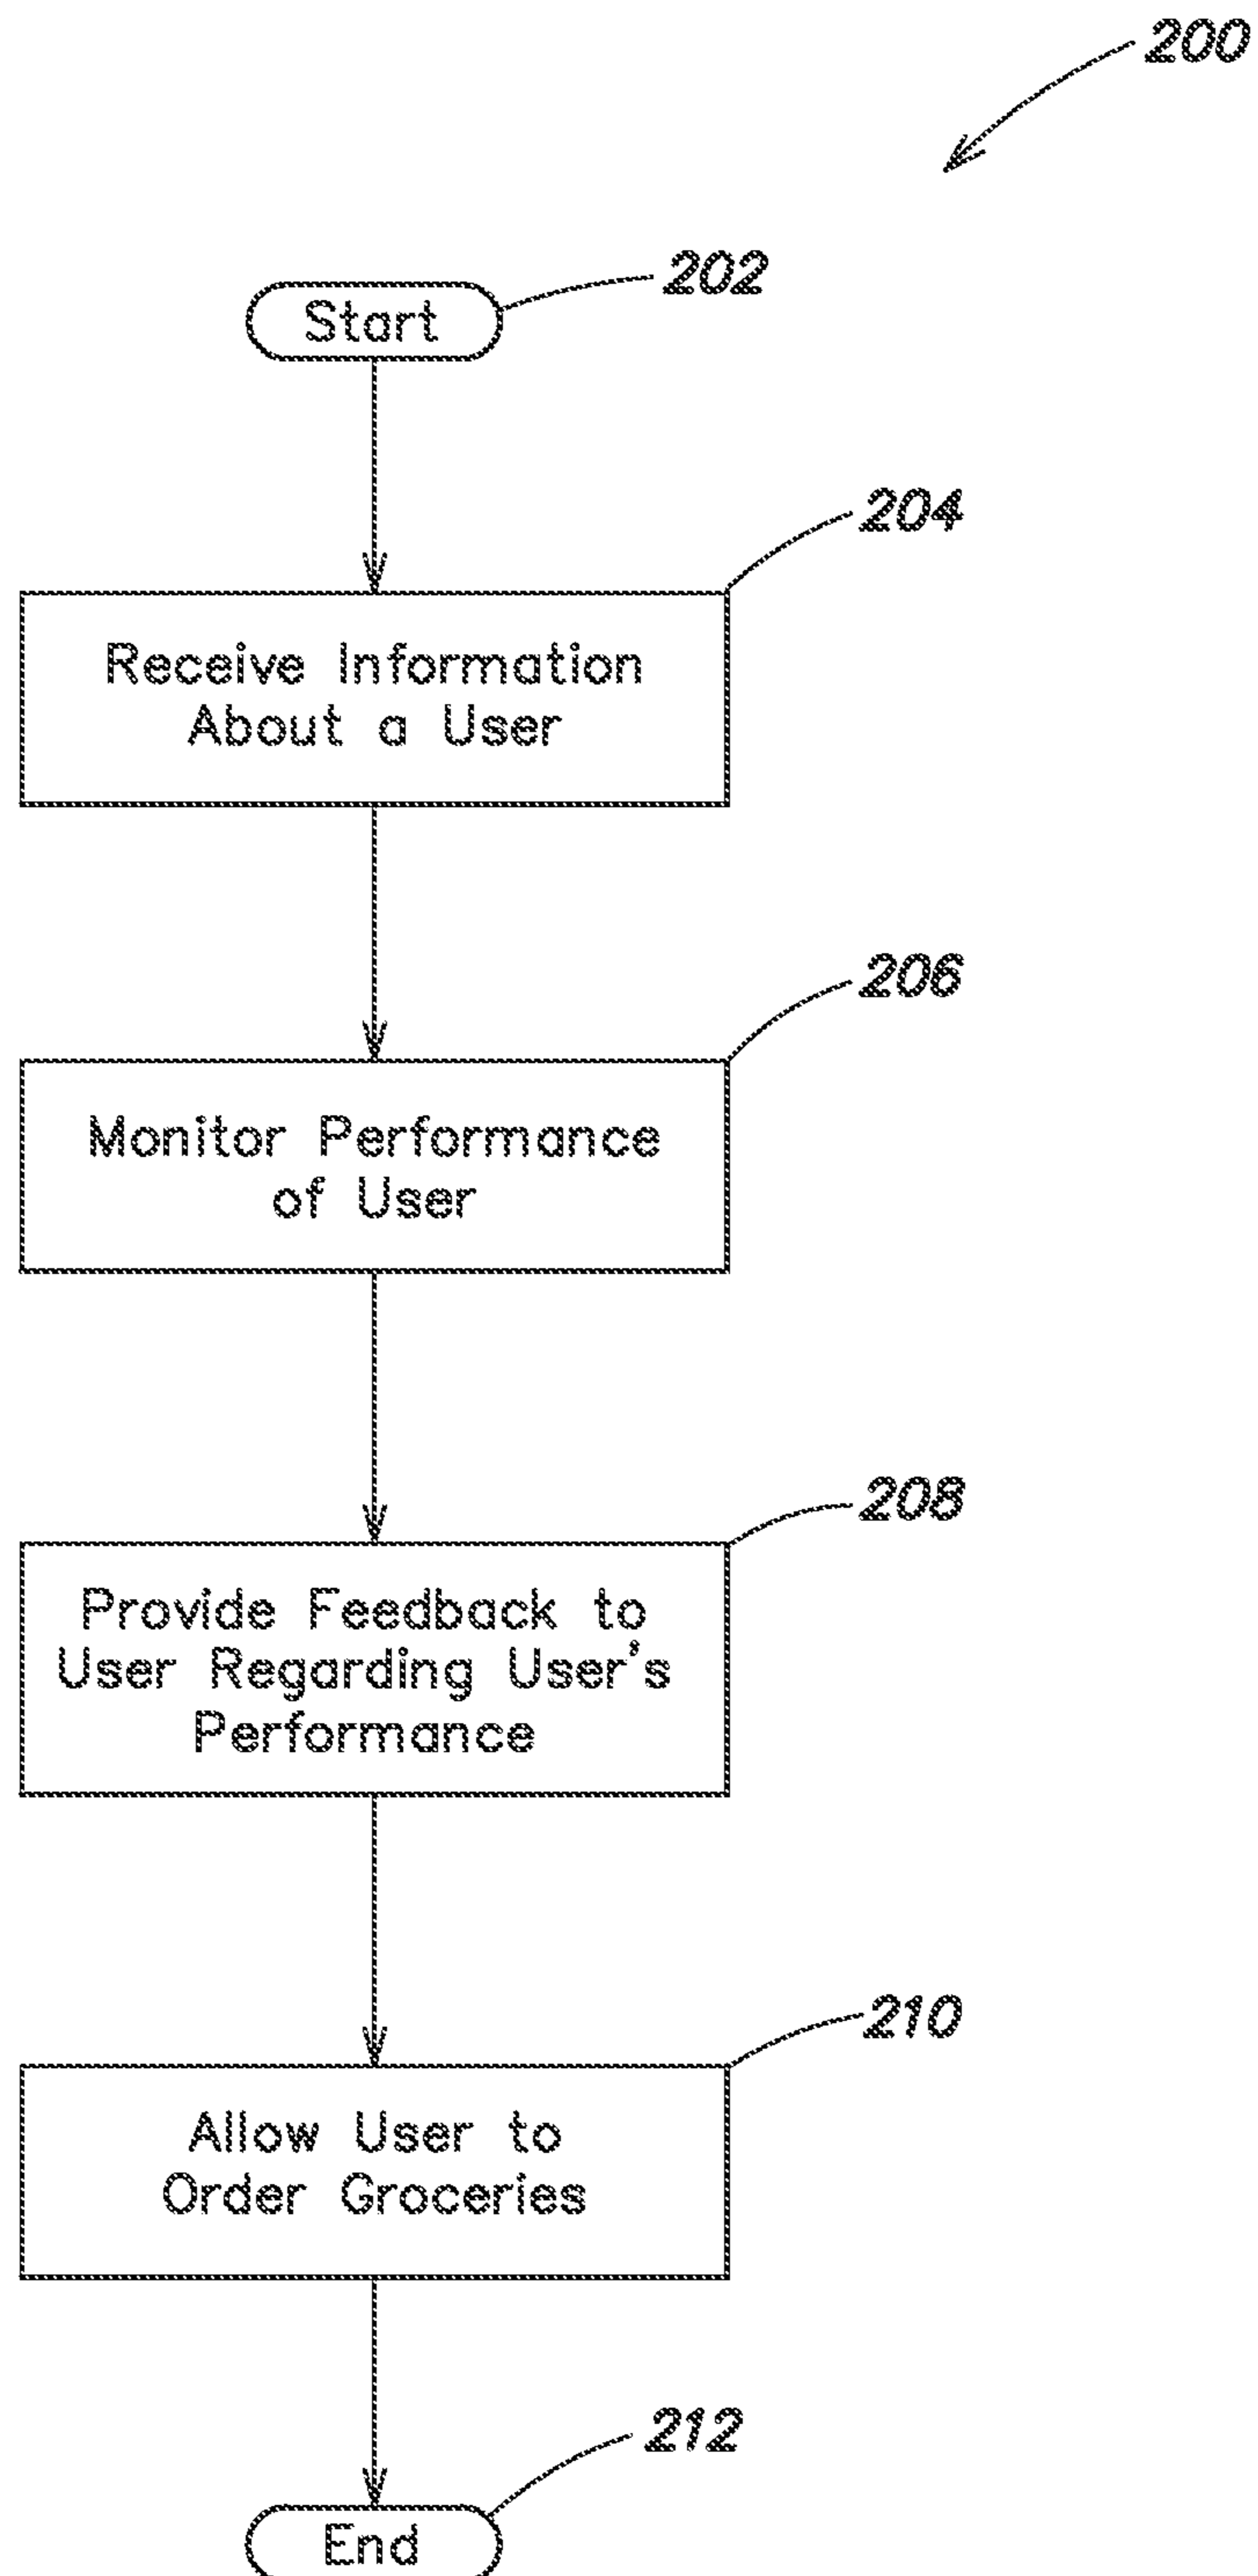 200
Start
202
204
Receive Information
About a User
206
Monitor Performance
of User
208
Provide Feedback to
User Regarding User's
Performance
210
Allow User to
Order Groceries
212
End